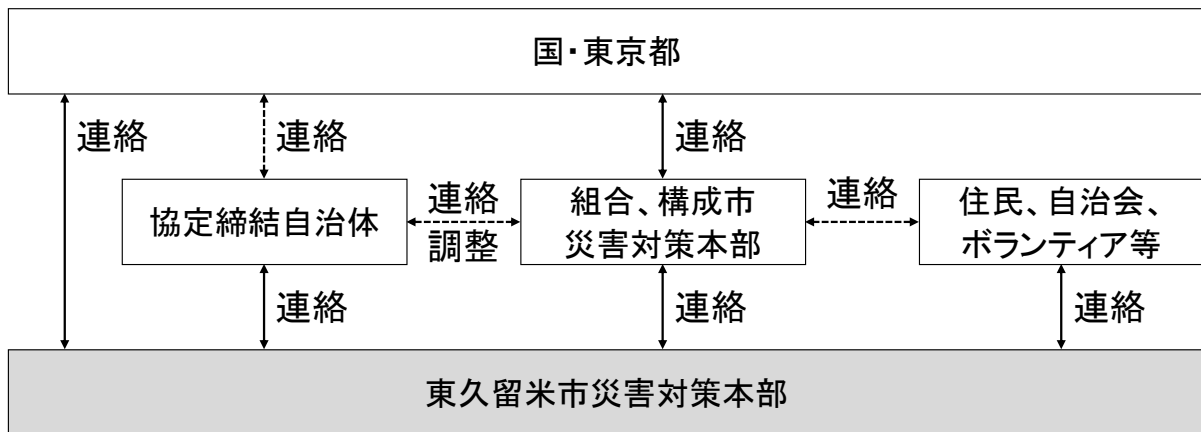 国・東京都
連絡
連絡
連絡
協定締結自治体
連絡
調整
組合、構成市
災害対策本部
連絡
住民、自治会、
ボランティア等
連絡
連絡
連絡
東久留米市災害対策本部